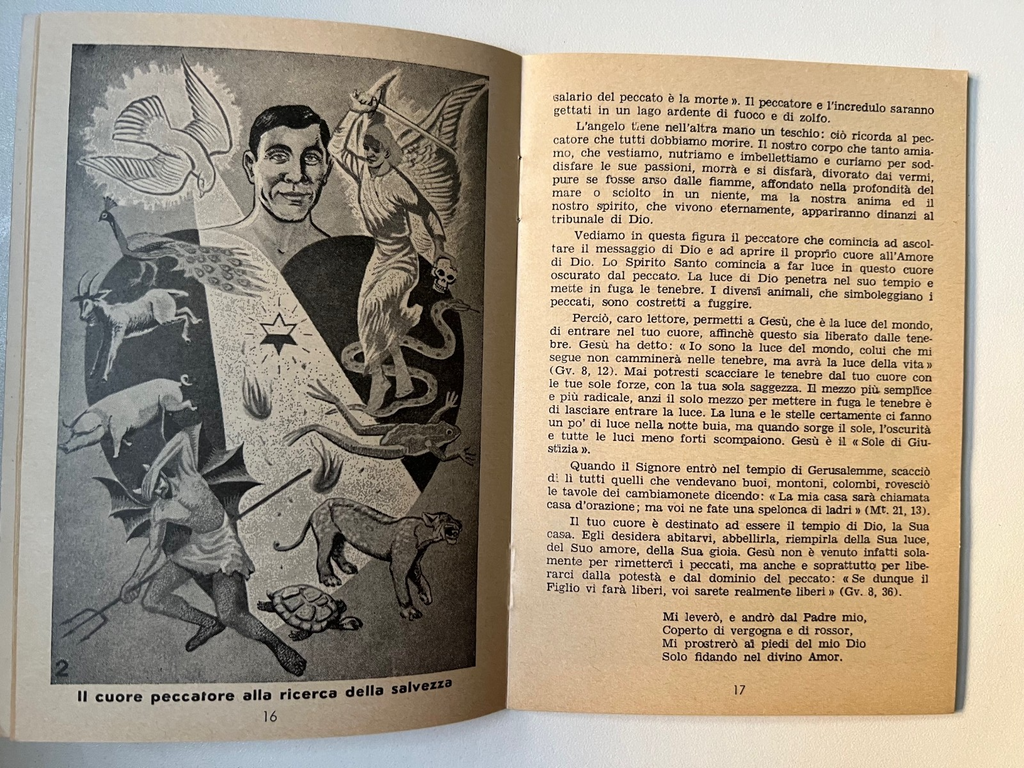 2
Il cuore peccatore alla ricerca della salvezza
16
salario del peccato è la morte ». Il peccatore e l'incredulo saranno
gettati in un lago ardente di fuoco e di zolfo.
L'angelo tiene nell'altra mano un teschio: ciò ricorda al pec-
catore che tutti dobbiamo morire. Il nostro corpo che tanto amia-
mo, che vestiamo, nutriamo e imbellettiamo e curiamo per sod-
disfare le sue passioni, morrà e si disfarà, divorato dai vermi,
pure se fosse arso dalle fiamme, affondato nella profondità del
mare o sciolto in un niente, ma la nostra anima ed il
nostro spirito, che vivono eternamente, appariranno dinanzi al
tribunale di Dio.
Vediamo in questa figura il peccatore che comincia ad ascol-
tare il messaggio di Dio e ad aprire il proprio cuore all'Amore
di Dio. Lo Spirito Santo comincia a far luce in questo cuore
oscurato dal peccato. La luce di Dio penetra nel suo tempio e
mette in fuga le tenebre. I diversi animali, che simboleggiano i
peccati, sono costretti a fuggire.
Perciò, caro lettore, permetti a Gesù, che è la luce del mondo,
di entrare nel tuo cuore, affinchè questo sia liberato dalle tene-
bre. Gesù ha detto: « Io sono la luce del mondo, colui che mi
segue non camminerà nelle tenebre, ma avrà la luce della vita »
(Gv. 8, 12). Mai potresti scacciare le tenebre dal tuo cuore con
le tue sole forze, con la tua sola saggezza. Il mezzo più semplice
e più radicale, anzi il solo mezzo per mettere in fuga le tenebre è
di lasciare entrare la luce. La luna e le stelle certamente ci fanno
un po' di luce nella notte buia, ma quando sorge il sole, l'oscurità
e tutte le luci meno forti scompaiono. Gesù è il « Sole di Giu-
stizia ».
Quando il Signore entrò nel tempio di Gerusalemme, scacciò
di lì tutti quelli che vendevano buoi, montoni, colombi, rovesciò
le tavole dei cambiamonete dicendo: « La mia casa sarà chiamata
casa d'orazione; ma voi ne fate una spelonca di ladri » (Mt. 21, 13).
Il tuo cuore è destinato ad essere il tempio di Dio, la Sua
casa. Egli desidera abitarvi, abbellirla, riempirla della Sua luce,
del Suo amore, della Sua gioia. Gesù non è venuto infatti sola-
mente per rimetterci i peccati, ma anche e soprattutto per libe-
rarci dalla potestà e dal dominio del peccato: « Se dunque il
Figlio vi farà liberi, voi sarete realmente liberi » (Gv. 8, 36).
Mi leverò, e andrò dal Padre mio,
Coperto di vergogna e di rossor,
Mi prostrerò ai piedi del mio Dio
Solo fidando nel divino Amor.
17